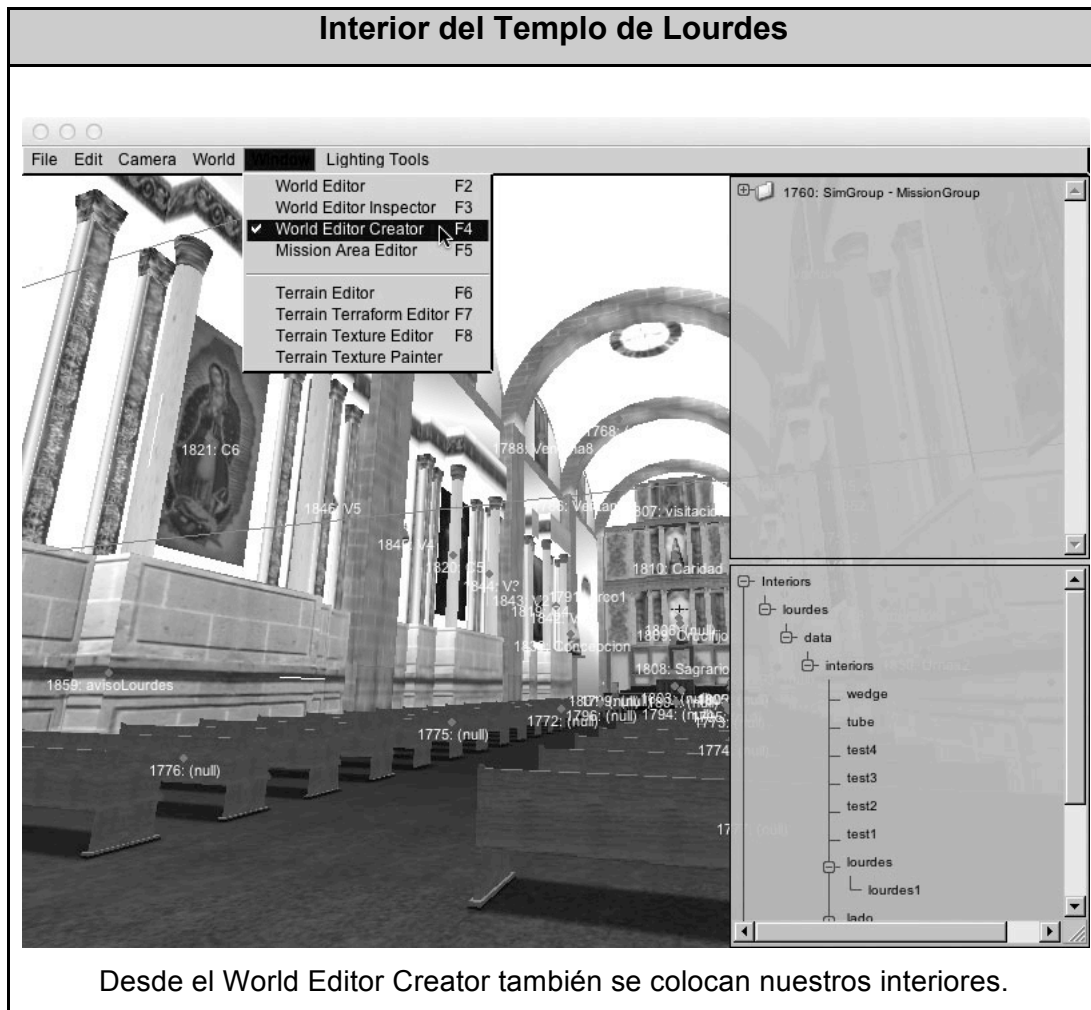 Interior del Templo de Lourdes
File Edit Camera World Window Lighting Tools
World Editor F2
World Editor Inspector F3
World Editor Creator F4
Mission Area Editor F5
Terrain Editor F6
Terrain Terraform Editor F7
Terrain Texture Editor F8
Terrain Texture Painter
1760: SimGroup - MissionGroup
1821: C6
1846: V5
1807: visitacion
1810: Caridad
1808: Sagrario
1859: avisoLourdes
1772: (null)
1775: (null)
1774
1776: (null)
Interiors
lourdes
data
interiors
wedge
tube
test4
test3
test2
test1
lourdes
lourdes1
lado
Desde el World Editor Creator también se colocan nuestros interiores.